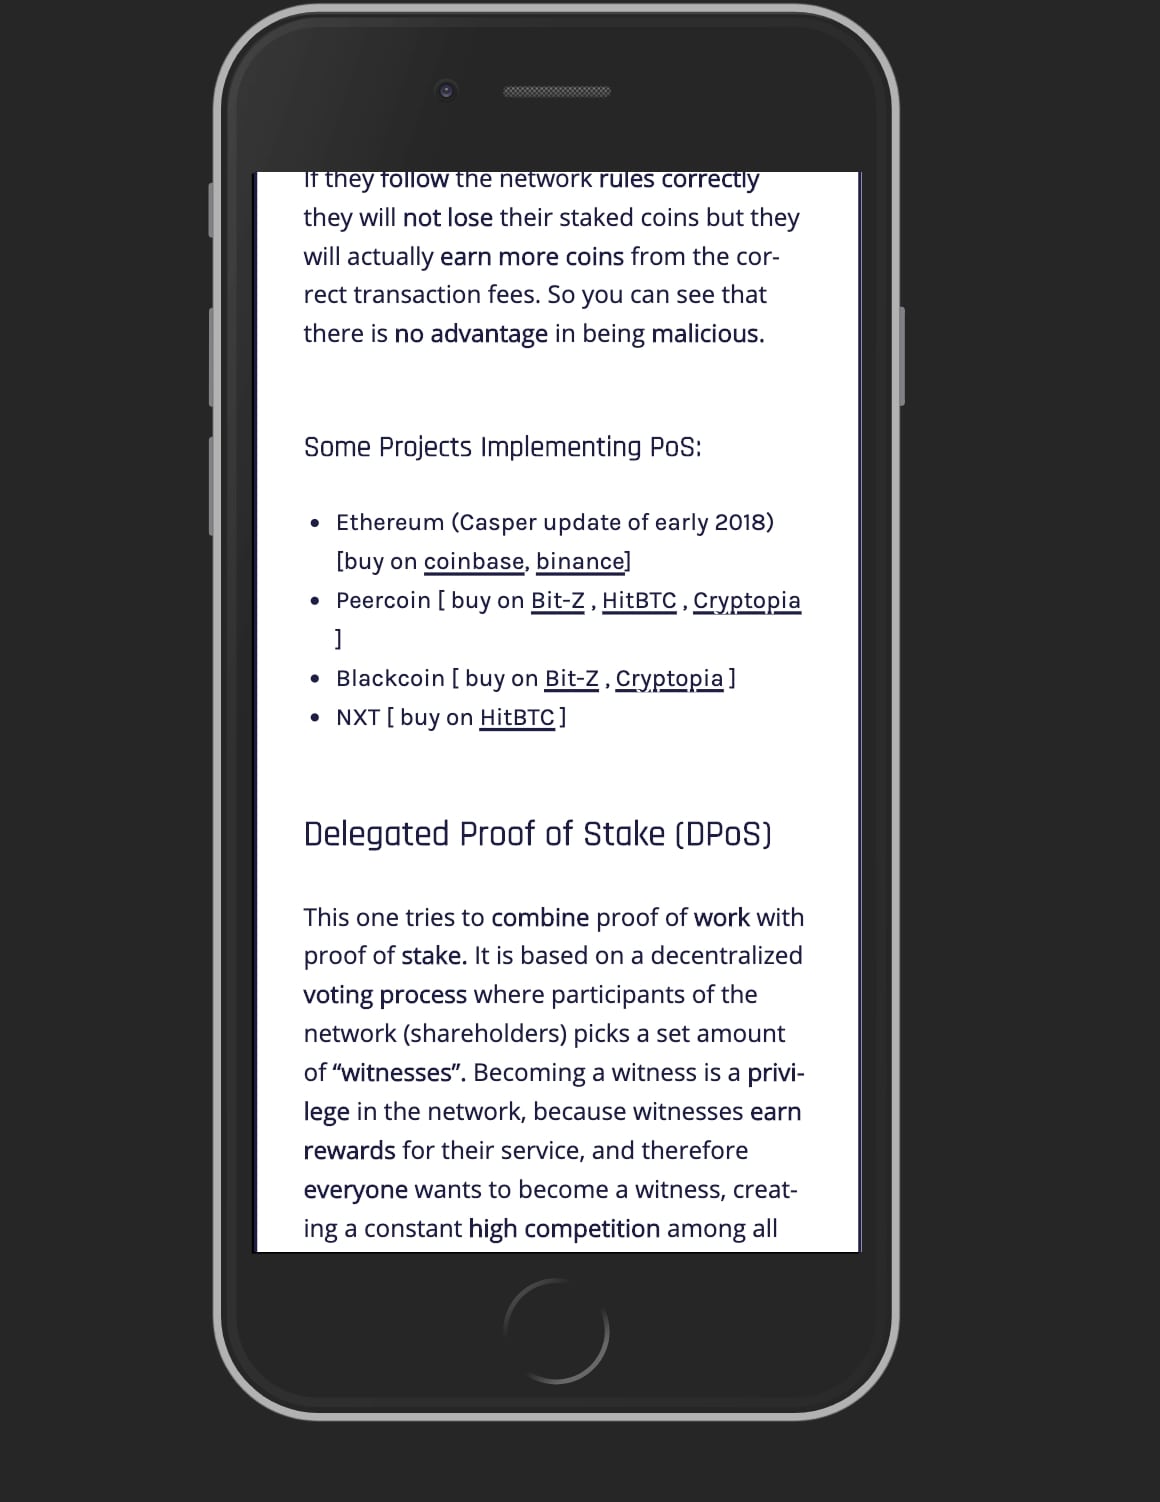 If they follow the network rules correctly
they will not lose their staked coins but they
will actually earn more coins from the cor-
rect transaction fees. So you can see that
there is no advantage in being malicious.
Some Projects Implementing PoS:
• Ethereum (Casper update of early 2018)
[buy on coinbase, binance]
• Peercoin [ buy on Bit-Z , HitBTC , Cryptopia
]
• Blackcoin [ buy on Bit-Z , Cryptopia ]
• NXT [ buy on HitBTC ]
Delegated Proof of Stake (DPoS)
This one tries to combine proof of work with
proof of stake. It is based on a decentralized
voting process where participants of the
network (shareholders) picks a set amount
of “witnesses”. Becoming a witness is a privi-
lege in the network, because witnesses earn
rewards for their service, and therefore
everyone wants to become a witness, creat-
ing a constant high competition among all